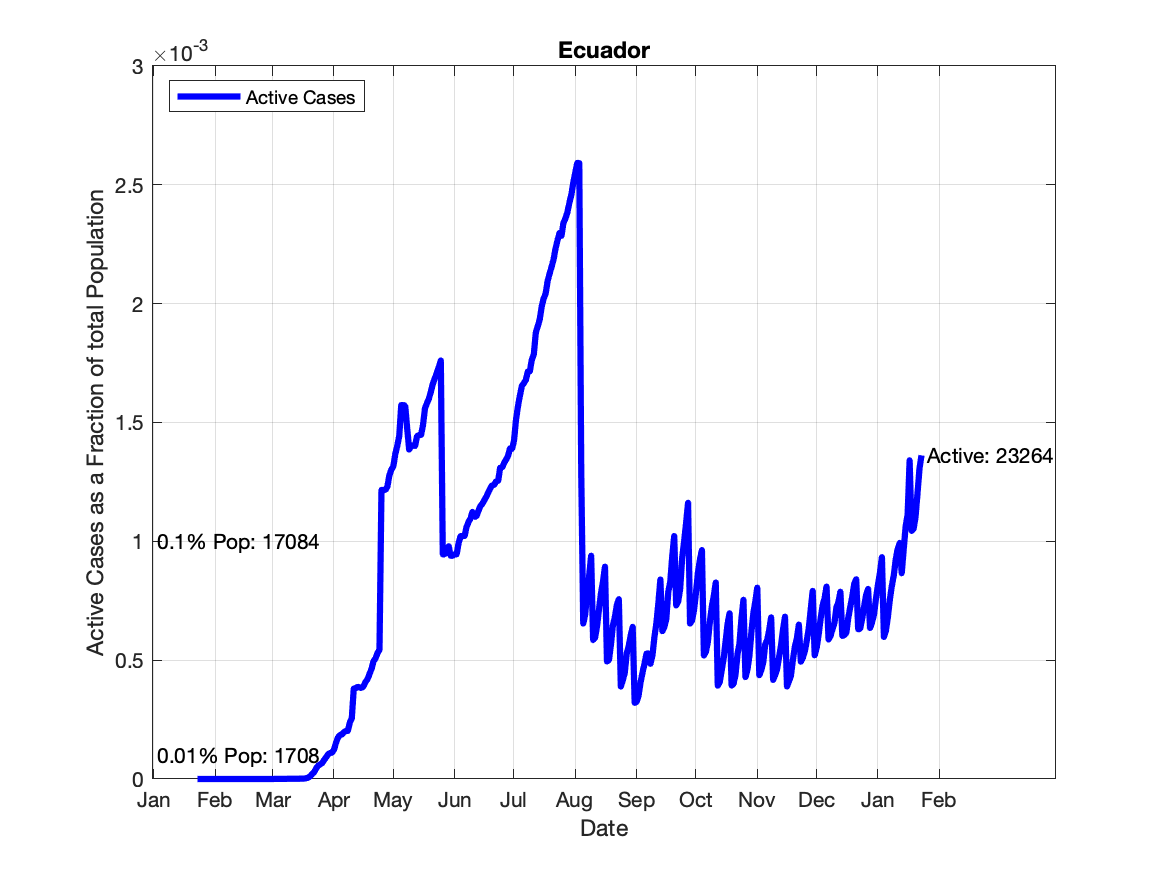 Ecuador
×10-3
3
2.5
2
1.5
1
0.5
0
Active Cases as a Fraction of total Population
Active Cases
Active: 23264
0.1% Pop: 17084
0.01% Pop: 1708
Jan Feb Mar Apr May Jun Jul Aug Sep Oct Nov Dec Jan Feb
Date